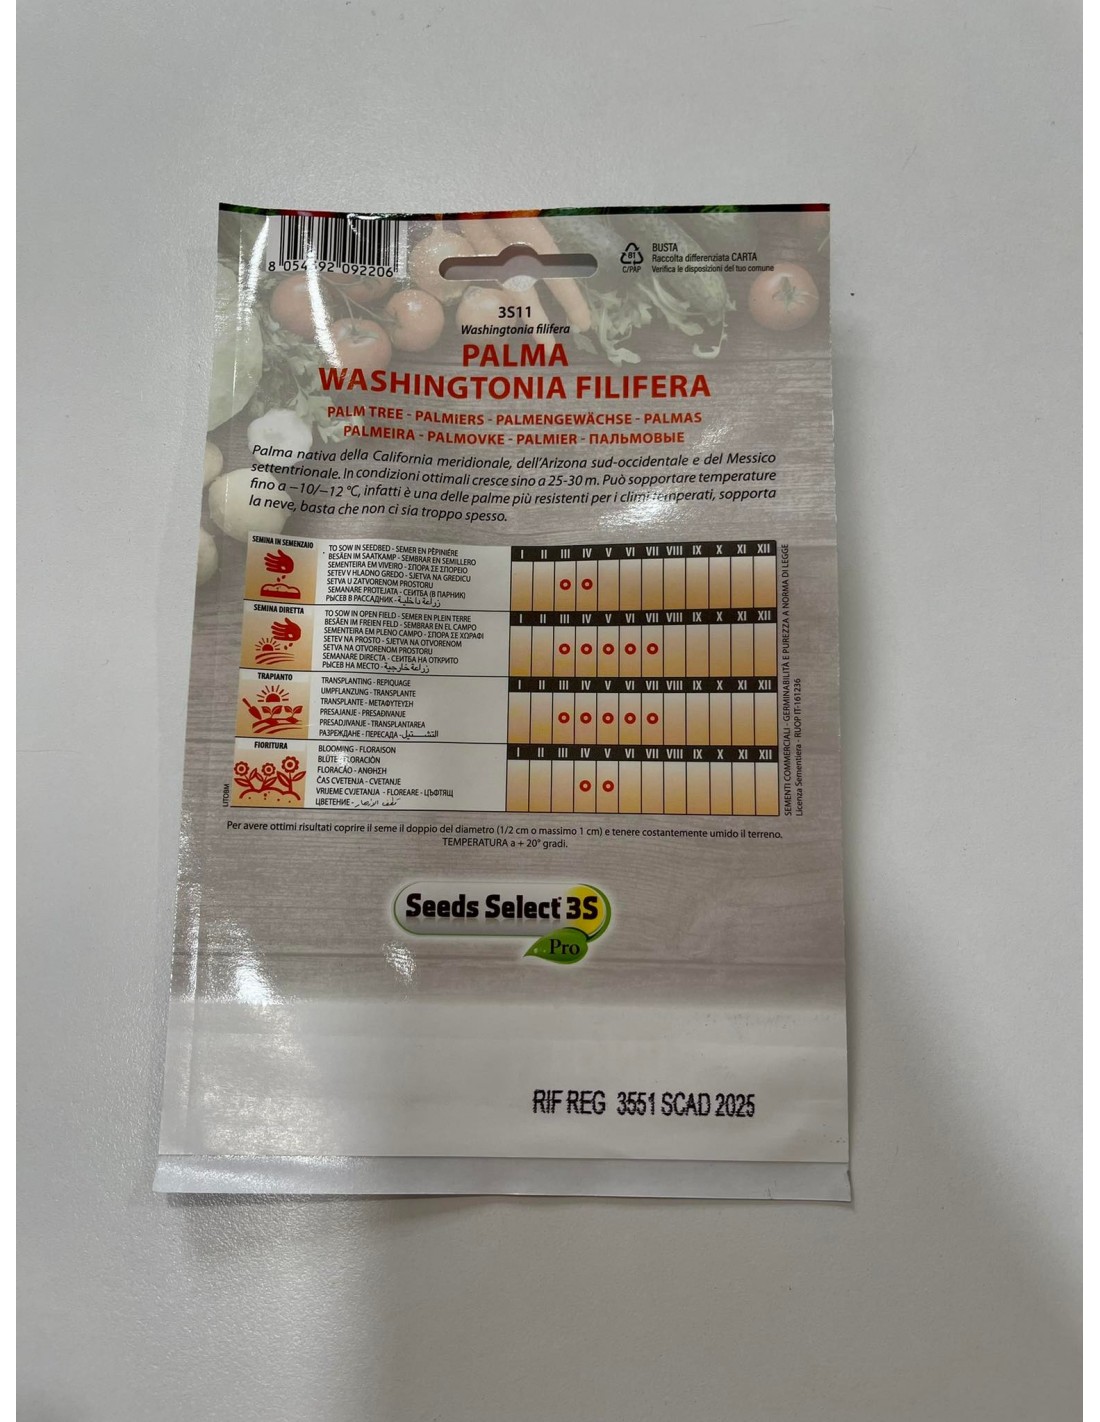 BUSTA
Raccolta differenziata CARTA
Verifica le disposizioni del tuo comune
81
C/PAP
092206
3S11
Washingtonia filifera
PALMA
WASHINGTONIA FILIFERA
PALM TREE - PALMIERS - PALMENGEWÄCHSE - PALMAS
PALMEIRA - PALMOVKE - PALMIER - ПАЛЬМОВЫЕ
Palma nativa della California meridionale, dell'Arizona sud-occidentale e del Messico
settentrionale. In condizioni ottimali cresce sino a 25-30 m. Può sopportare temperature
fino a –10/–12 °C, infatti è una delle palme più resistenti per i climi temperati, sopporta
la neve, basta che non ci sia troppo spesso.
SEMINA IN SEMENZAIO
TO SOW IN SEEDBED - SEMER EN PÈPINIÈRE
BESÄEN IM SAATKAMP - SEMBRAR EN SEMILLERO
SEMENTEIRA EM VIVEIRO - ΣΠΟΡΑ ΣΕ ΣΠΟΡΕΙΟ
SETEV V HLADNO GREDO - SJETVA NA GREDICU
SETVA U ZATVORENOM PROSTORU
SEMANARE PROTEJATA - СЕИТБА (В ПАРНИК)
РЫСЕВ В РАССАДНИК - زراعة داخلية
I II III IV V VI VII VIII IX X XI XII
SEMINA DIRETTA
TO SOW IN OPEN FIELD - SEMER EN PLEIN TERRE
BESÄEN IM FREIEN FELD - SEMBRAR EN EL CAMPO
SEMENTEIRA EM PLENO CAMPO - ΣΠΟΡΑ ΣΕ ΧΩΡΑΦΙ
SETEV NA PROSTO - SJETVA NA OTVORENOM
SETVA NA OTVORENOM PROSTORU
SEMANARE DIRECTA - СЕИТБА НА ОТКРИТО
РЫСЕВ НА МЕСТО - زراعة خارجية
I II III IV V VI VII VIII IX X XI XII
TRAPIANTO
TRANSPLANTING - REPIQUAGE
UMPFLANZUNG - TRANSPLANTE
TRANSPLANTE - ΜΕΤΑΦΥΤΕΥΣΗ
PRESAJANJE - PRESAĐIVANJE
PRESADJIVANJE - TRANSPLANTAREA
РАЗРЕЖДАНЕ - ПЕРЕСАДА - التشتيل
I II III IV V VI VII VIII IX X XI XII
FIORITURA
BLOOMING - FLORAISON
BLÜTE - FLORACIÓN
FLORACÁO - ΑΝΘΗΣΗ
ČAS CVETENJA - CVETANJE
VRIJEME CVJETANJA - FLOREARE - ЦЪФТЯЩ
ЦВЕТЕНИЕ -
I II III IV V VI VII VIII IX X XI XII
LITOBM
SEMENTI COMMERCIALI - GERMINABILITÀ E PUREZZA A NORMA DI LEGGE
Licenza Sementiera - RUOP IT-161236
Per avere ottimi risultati coprire il seme il doppio del diametro (1/2 cm o massimo 1 cm) e tenere costantemente umido il terreno.
TEMPERATURA a + 20° gradi.
Seeds Select 3S
Pro
RIF REG 3551 SCAD 2025